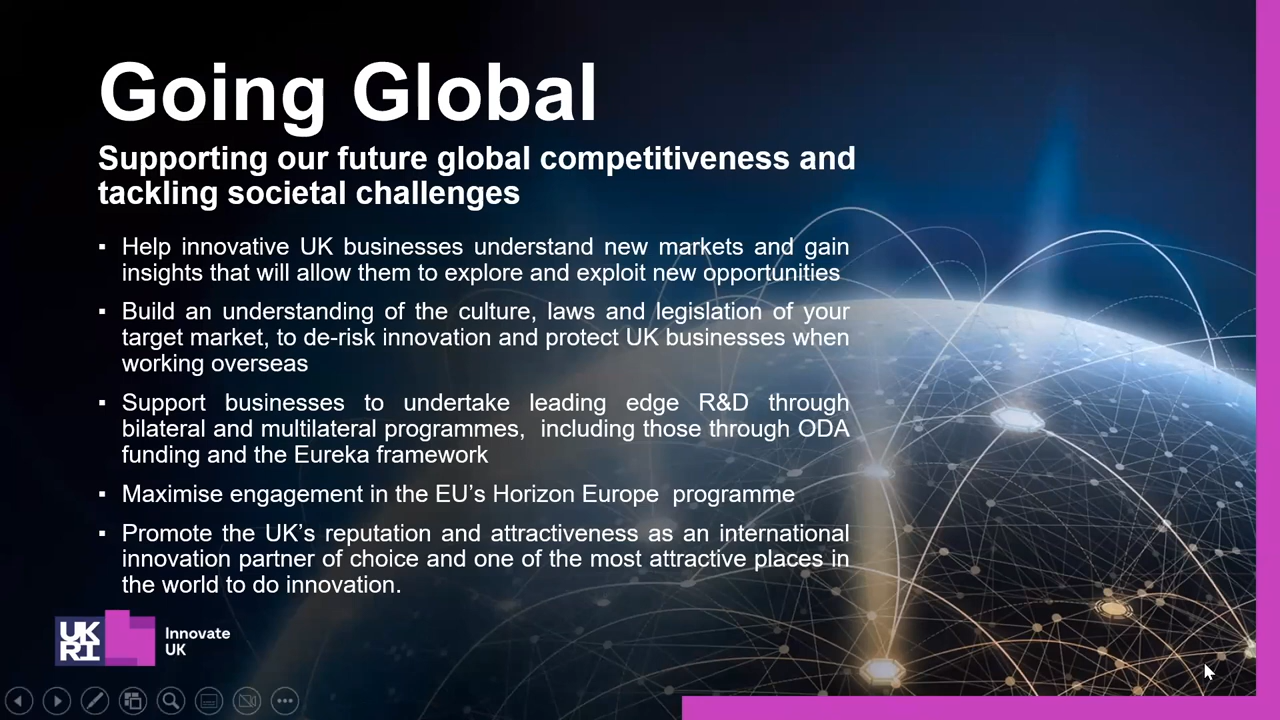 Going Global
Supporting our future global competitiveness and
tackling societal challenges
▪ Help innovative UK businesses understand new markets and gain
insights that will allow them to explore and exploit new opportunities
▪ Build an understanding of the culture, laws and legislation of your
target market, to de-risk innovation and protect UK businesses when
working overseas
▪ Support businesses to undertake leading edge R&D through
bilateral and multilateral programmes,  including those through ODA
funding and the Eureka framework
▪ Maximise engagement in the EU’s Horizon Europe  programme
▪ Promote the UK’s reputation and attractiveness as an international
innovation partner of choice and one of the most attractive places in
the world to do innovation.
UK
RI
Innovate
UK